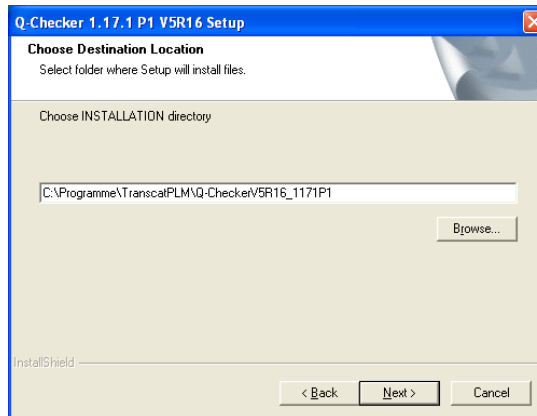 Q-Checker 1.17.1 P1 V5R16 Setup
Choose Destination Location
Select folder where Setup will install files.
Choose INSTALLATION directory
C:\Programme\TranscatPLM\Q-CheckerV5R16_1171P1
Browse...
InstallShield
< Back Next > Cancel